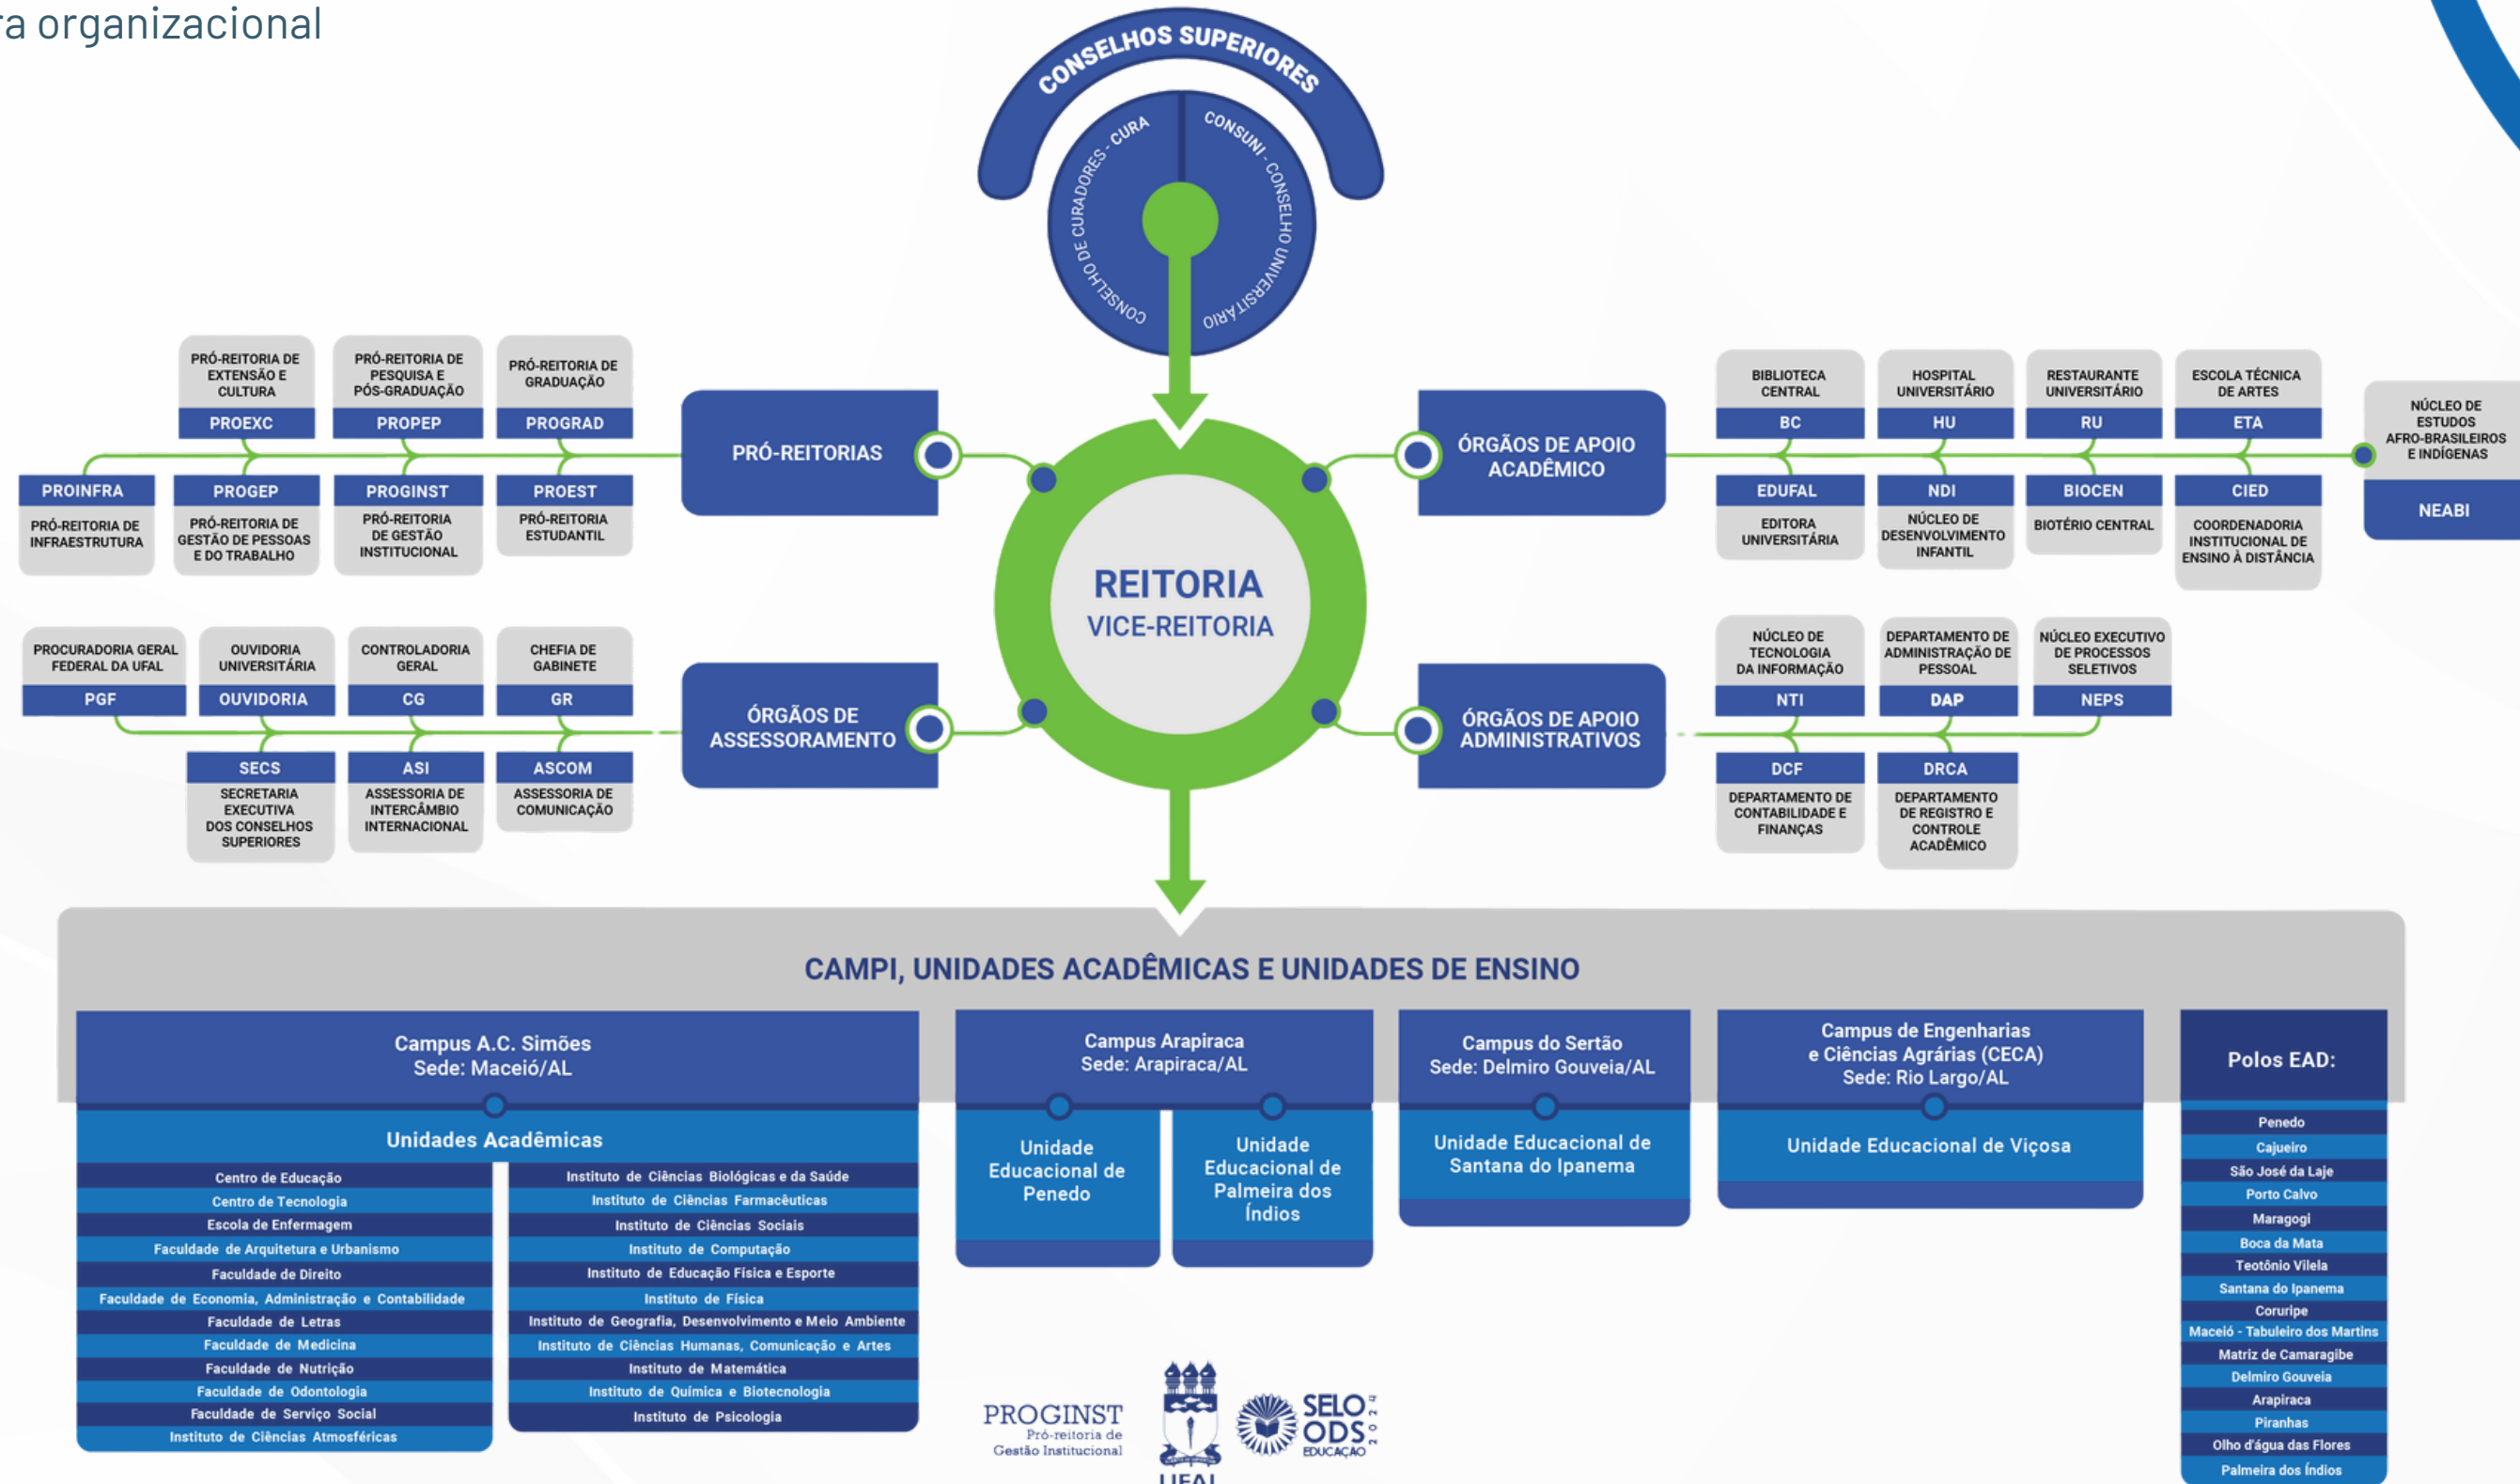 ra organizacional
CONSELHOS SUPERIORES
CONSELHO DE CURADORES - CURA
CONSUNI - CONSELHO UNIVERSITÁRIO
PRÓ-REITORIA DE
EXTENSÃO E
CULTURA
PROEXC
PRÓ-REITORIA DE
PESQUISA E
PÓS-GRADUAÇÃO
PROPEP
PRÓ-REITORIA DE
GRADUAÇÃO
PROGRAD
PROINFRA
PRÓ-REITORIA DE
INFRAESTRUTURA
PROGEP
PRÓ-REITORIA DE
GESTÃO DE PESSOAS
E DO TRABALHO
PROGINST
PRÓ-REITORIA
DE GESTÃO
INSTITUCIONAL
PROEST
PRÓ-REITORIA
ESTUDANTIL
PRÓ-REITORIAS
ÓRGÃOS DE APOIO
ACADÊMICO
BIBLIOTECA
CENTRAL
BC
HOSPITAL
UNIVERSITÁRIO
HU
RESTAURANTE
UNIVERSITÁRIO
RU
ESCOLA TÉCNICA
DE ARTES
ETA
NÚCLEO DE
ESTUDOS
AFRO-BRASILEIROS
E INDÍGENAS
NEABI
EDUFAL
EDITORA
UNIVERSITÁRIA
NDI
NÚCLEO DE
DESENVOLVIMENTO
INFANTIL
BIOCEN
BIOTÉRIO CENTRAL
CIED
COORDENADORIA
INSTITUCIONAL DE
ENSINO À DISTÂNCIA
REITORIA
VICE-REITORIA
PROCURADORIA GERAL
FEDERAL DA UFAL
PGF
OUVIDORIA
UNIVERSITÁRIA
OUVIDORIA
CONTROLADORIA
GERAL
CG
CHEFIA DE
GABINETE
GR
SECS
SECRETARIA
EXECUTIVA
DOS CONSELHOS
SUPERIORES
ASI
ASSESSORIA DE
INTERCÂMBIO
INTERNACIONAL
ASCOM
ASSESSORIA DE
COMUNICAÇÃO
ÓRGÃOS DE
ASSESSORAMENTO
ÓRGÃOS DE APOIO
ADMINISTRATIVOS
NÚCLEO DE
TECNOLOGIA
DA INFORMAÇÃO
NTI
DEPARTAMENTO DE
ADMINISTRAÇÃO DE
PESSOAL
DAP
NÚCLEO EXECUTIVO
DE PROCESSOS
SELETIVOS
NEPS
DCF
DEPARTAMENTO DE
CONTABILIDADE E
FINANÇAS
DRCA
DEPARTAMENTO
DE REGISTRO E
CONTROLE
ACADÊMICO
CAMPI, UNIDADES ACADÊMICAS E UNIDADES DE ENSINO
Campus A.C. Simões
Sede: Maceió/AL
Unidades Acadêmicas
Centro de Educação
Centro de Tecnologia
Escola de Enfermagem
Faculdade de Arquitetura e Urbanismo
Faculdade de Direito
Faculdade de Economia, Administração e Contabilidade
Faculdade de Letras
Faculdade de Medicina
Faculdade de Nutrição
Faculdade de Odontologia
Faculdade de Serviço Social
Instituto de Ciências Atmosféricas
Instituto de Ciências Biológicas e da Saúde
Instituto de Ciências Farmacêuticas
Instituto de Ciências Sociais
Instituto de Computação
Instituto de Educação Física e Esporte
Instituto de Física
Instituto de Geografia, Desenvolvimento e Meio Ambiente
Instituto de Ciências Humanas, Comunicação e Artes
Instituto de Matemática
Instituto de Química e Biotecnologia
Instituto de Psicologia
Campus Arapiraca
Sede: Arapiraca/AL
Unidade
Educacional de
Penedo
Unidade
Educacional de
Palmeira dos
Índios
Campus do Sertão
Sede: Delmiro Gouveia/AL
Unidade Educacional de
Santana do Ipanema
Campus de Engenharias
e Ciências Agrárias (CECA)
Sede: Rio Largo/AL
Unidade Educacional de Viçosa
Polos EAD:
Penedo
Cajueiro
São José da Laje
Porto Calvo
Maragogi
Boca da Mata
Teotônio Vilela
Santana do Ipanema
Coruripe
Maceió - Tabuleiro dos Martins
Matriz de Camaragibe
Delmiro Gouveia
Arapiraca
Piranhas
Olho d'água das Flores
Palmeira dos Índios
PROGINST
Pró-reitoria de
Gestão Institucional
UFAL
SELO
ODS
EDUCAÇÃO
2024